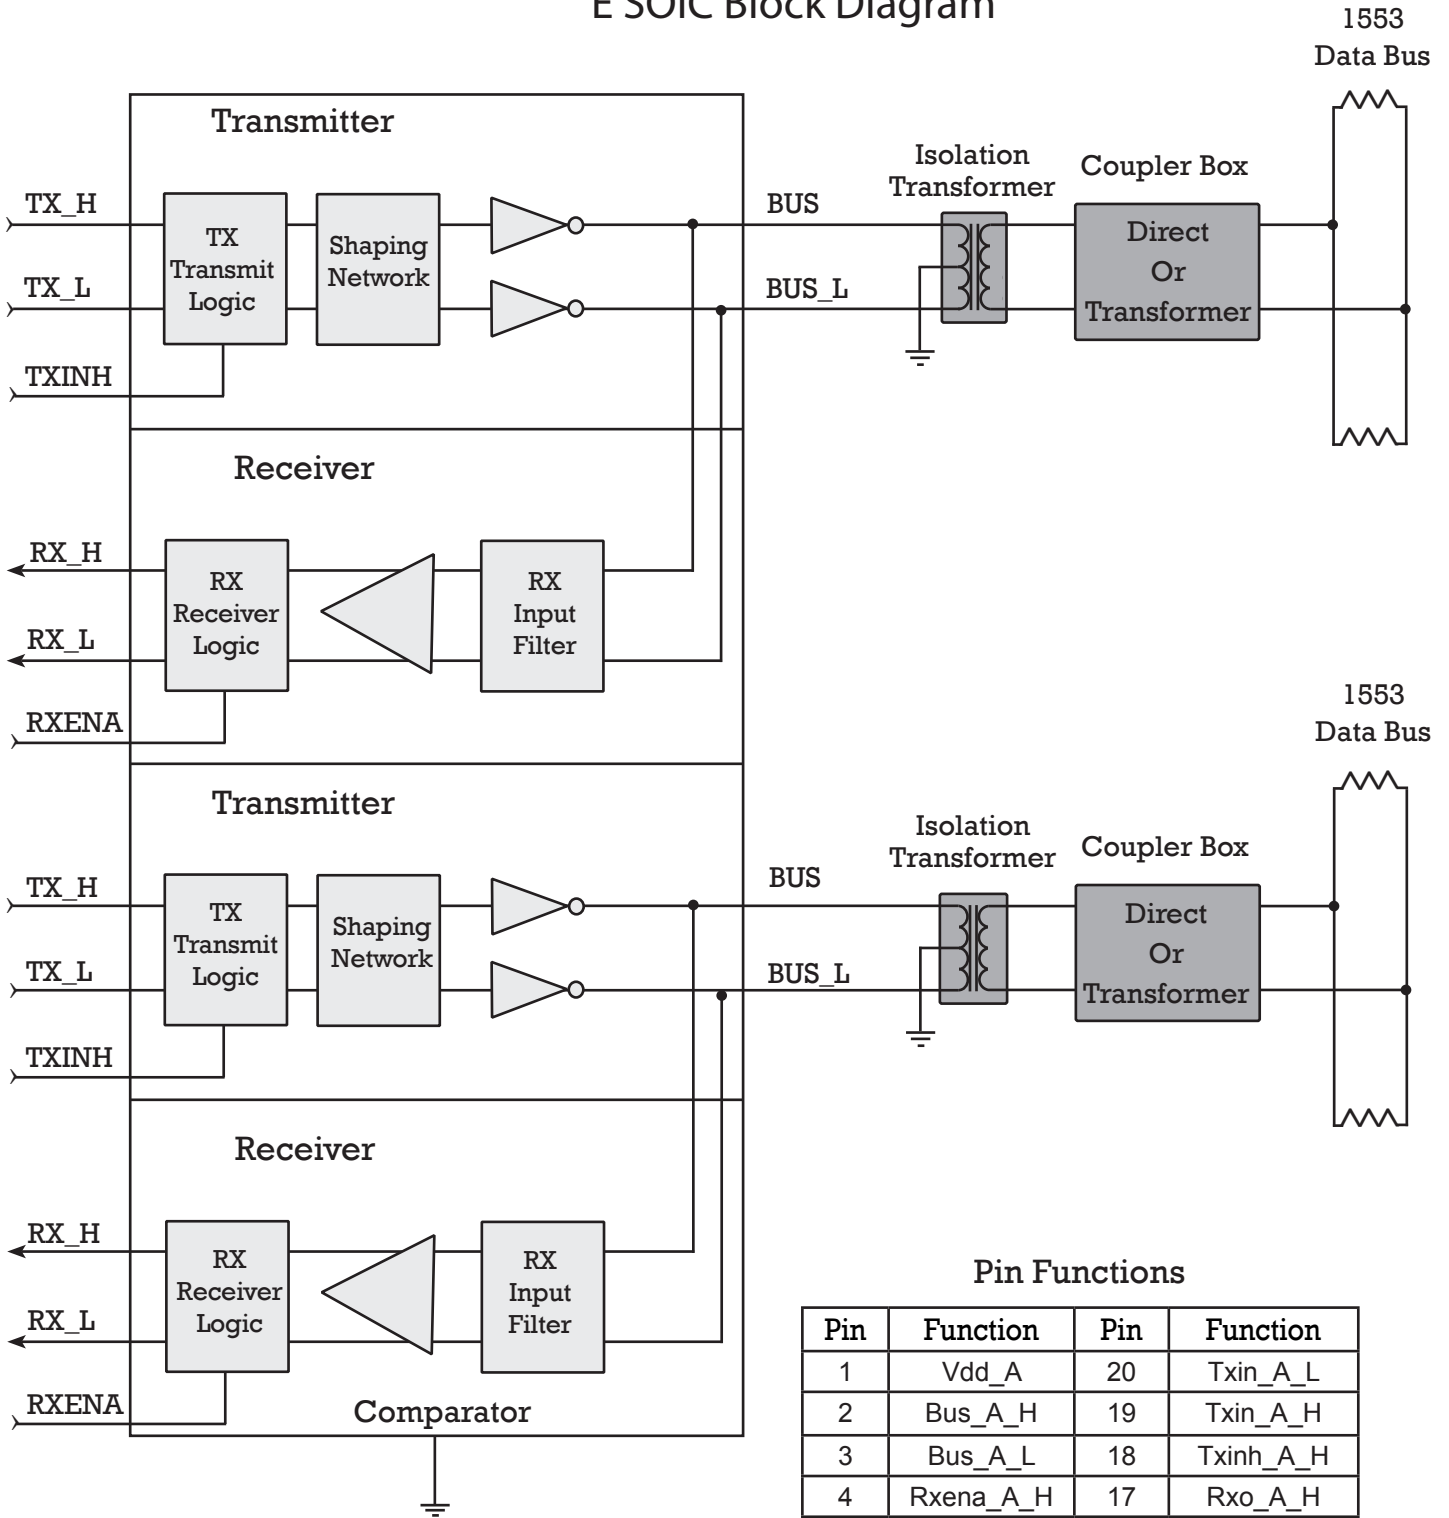 E SOIC Block Diagram
1553
Data Bus
Transmitter
Isolation
Transformer
Coupler Box
TX_H
TX
Transmit
Logic
Shaping
Network
BUS
Direct
Or
Transformer
TX_L
BUS_L
TXINH
Receiver
RX_H
RX
Receiver
Logic
RX
Input
Filter
RX_L
RXENA
1553
Data Bus
Transmitter
Isolation
Transformer
Coupler Box
TX_H
TX
Transmit
Logic
Shaping
Network
BUS
Direct
Or
Transformer
TX_L
BUS_L
TXINH
Receiver
RX_H
RX
Receiver
Logic
RX
Input
Filter
RX_L
RXENA
Comparator
Pin Functions
Pin Function Pin Function
1 Vdd_A 20 Txin_A_L
2 Bus_A_H 19 Txin_A_H
3 Bus_A_L 18 Txinh_A_H
4 Rxena_A_H 17 Rxo_A_H